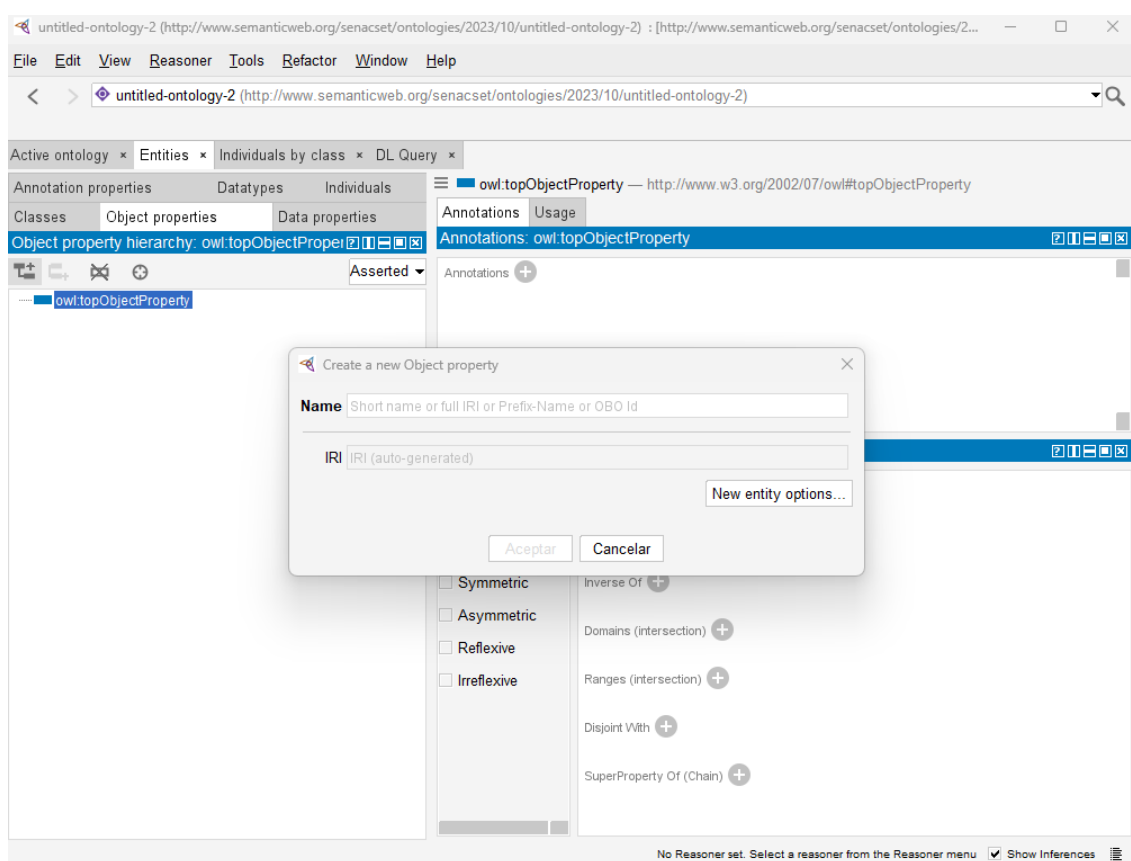 untitled-ontology-2 (http://www.semanticweb.org/senacset/ontologies/2023/10/untitled-ontology-2) : [http://www.semanticweb.org/senacset/ontologies/2...
File Edit View Reasoner Tools Refactor Window Help
untitled-ontology-2 (http://www.semanticweb.org/senacset/ontologies/2023/10/untitled-ontology-2)
Active ontology × Entities × Individuals by class × DL Query ×
Annotation properties Datatypes Individuals
Classes Object properties Data properties
Object property hierarchy: owl:topObjectProper
Asserted
owl:topObjectProperty
owl:topObjectProperty — http://www.w3.org/2002/07/owl#topObjectProperty
Annotations Usage
Annotations: owl:topObjectProperty
Annotations
Create a new Object property
Name Short name or full IRI or Prefix-Name or OBO Id
IRI IRI (auto-generated)
New entity options...
Aceptar Cancelar
Symmetric
Asymmetric
Reflexive
Irreflexive
Inverse Of
Domains (intersection)
Ranges (intersection)
Disjoint With
SuperProperty Of (Chain)
No Reasoner set. Select a reasoner from the Reasoner menu Show Inferences